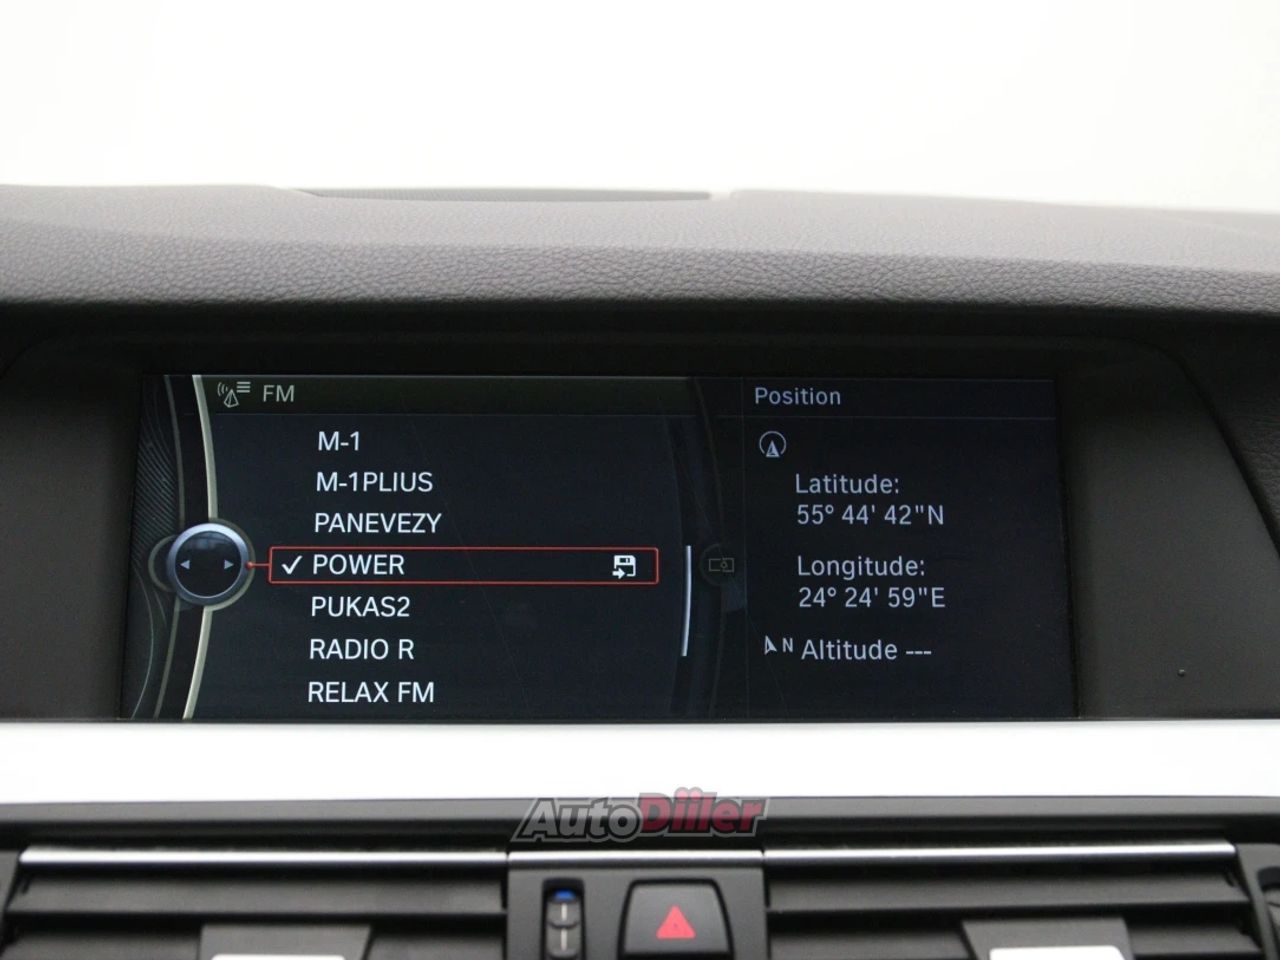 FM
M-1
M-1PLIUS
PANEVEZY
POWER
PUKAS2
RADIO R
RELAX FM
Position
Latitude:
55° 44' 42"N
Longitude:
24° 24' 59"E
N Altitude ---
AutoDiiler